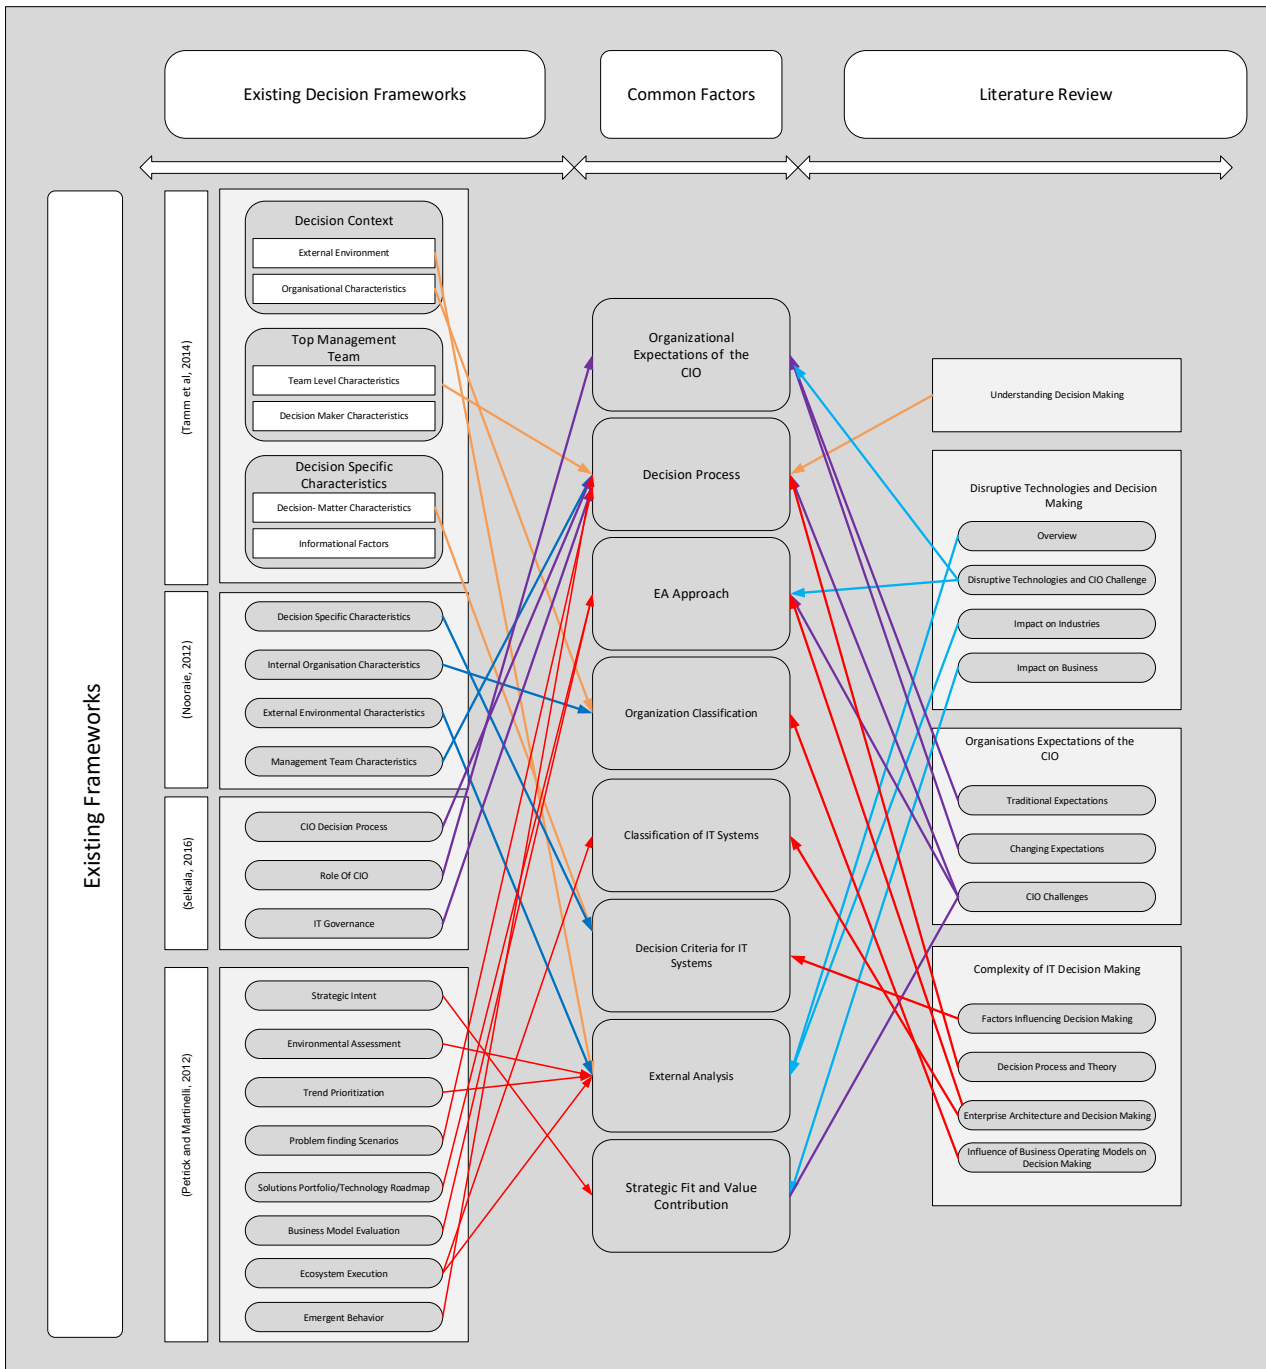 Existing Decision Frameworks
Common Factors
Literature Review
Existing Frameworks
(Tamm et al, 2014)
Decision Context
External Environment
Organisational Characteristics
Top Management
Team
Team Level Characteristics
Decision Maker Characteristics
Decision Specific
Characteristics
Decision- Matter Characteristics
Informational Factors
(Nooraie, 2012)
Decision Specific Characteristics
Internal Organisation Characteristics
External Environmental Characteristics
Management Team Characteristics
(Selkala, 2016)
CIO Decision Process
Role Of CIO
IT Governance
(Petrick and Martinelli, 2012)
Strategic Intent
Environmental Assessment
Trend Prioritization
Problem finding Scenarios
Solutions Portfolio/Technology Roadmap
Business Model Evaluation
Ecosystem Execution
Emergent Behavior
Organizational
Expectations of the
CIO
Decision Process
EA Approach
Organization Classification
Classification of IT Systems
Decision Criteria for IT
Systems
External Analysis
Strategic Fit and Value
Contribution
Understanding Decision Making
Disruptive Technologies and Decision
Making
Overview
Disruptive Technologies and CIO Challenge
Impact on Industries
Impact on Business
Organisations Expectations of the
CIO
Traditional Expectations
Changing Expectations
CIO Challenges
Complexity of IT Decision Making
Factors Influencing Decision Making
Decision Process and Theory
Enterprise Architecture and Decision Making
Influence of Business Operating Models on
Decision Making